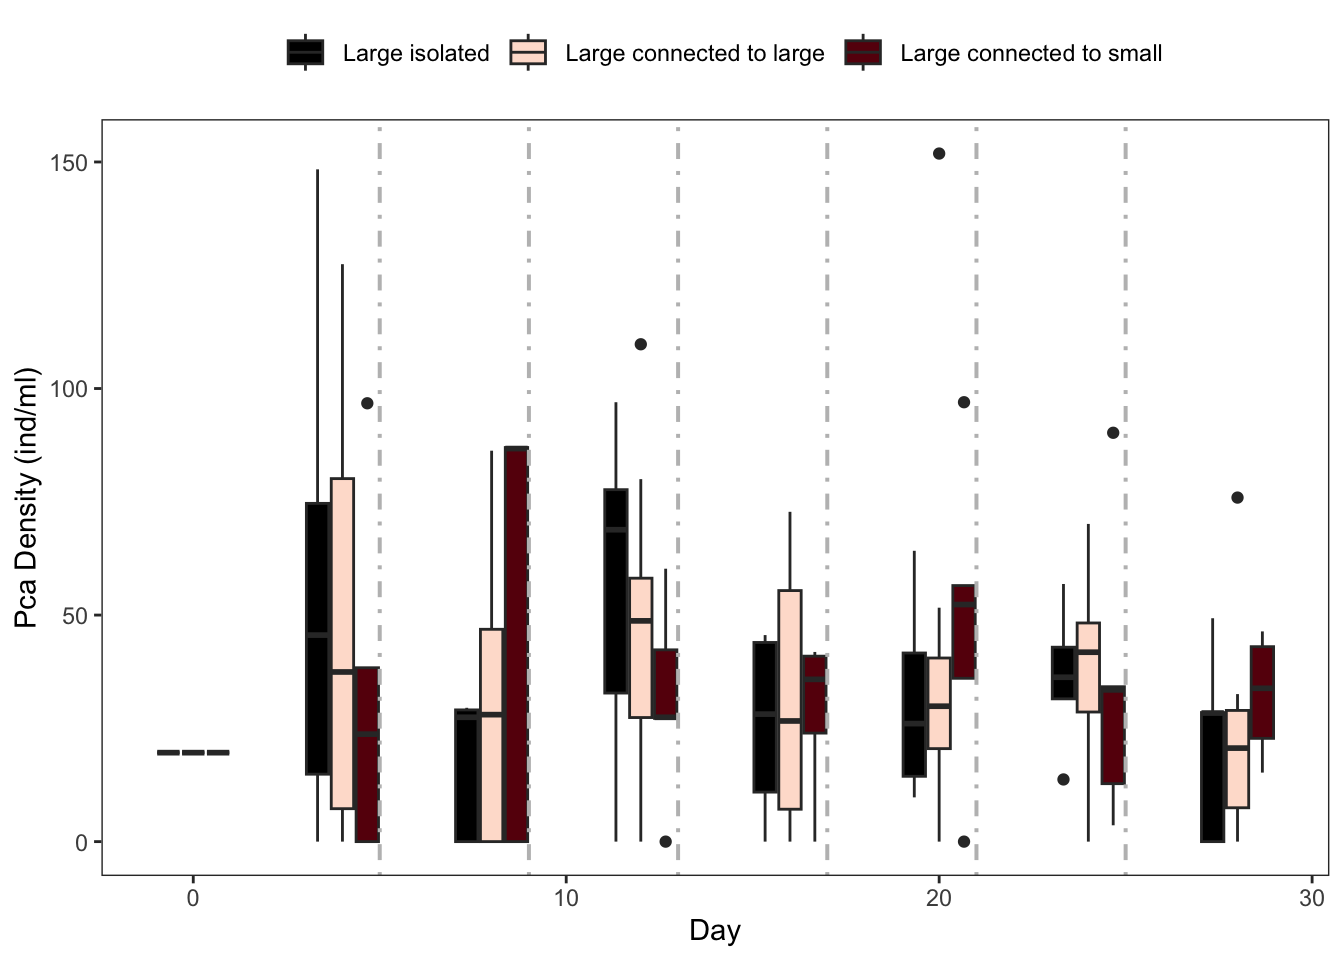 Large isolated Large connected to large Large connected to small
150
100
50
0
Pca Density (ind/ml)
0 10 20 30
Day